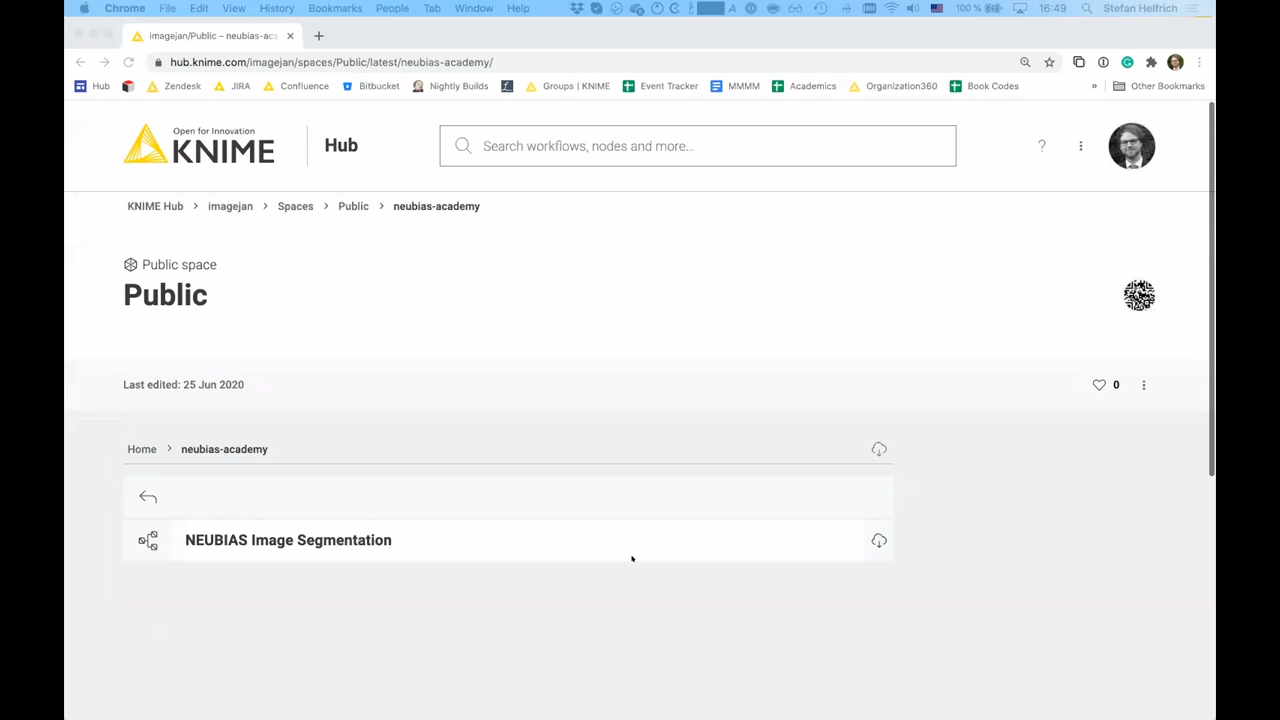 Chrome File Edit View History Bookmarks People Tab Window Help 100 % 16:49 Stefan Helfrich
imagejan/Public – neubias-aca
hub.knime.com/imagejan/spaces/Public/latest/neubias-academy/
Hub Zendesk JIRA Confluence Bitbucket Nightly Builds Groups | KNIME Event Tracker MMMM Academics Organization360 Book Codes » Other Bookmarks
Open for Innovation
KNIME
Hub
Search workflows, nodes and more...
?
KNIME Hub > imagejan > Spaces > Public > neubias-academy
Public space
Public
Last edited: 25 Jun 2020
0
Home > neubias-academy
NEUBIAS Image Segmentation